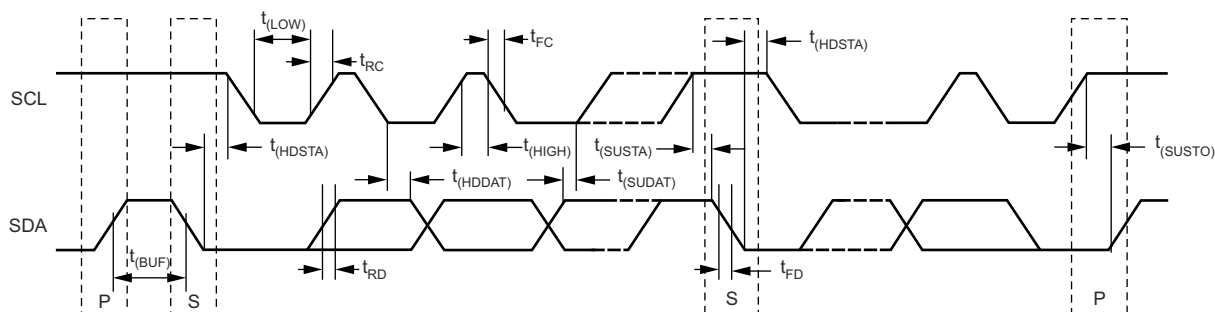 t(LOW)
tRC
tFC
t(HDSTA)
SCL
t(HDSTA)
t(HIGH)
t(SUSTA)
t(SUSTO)
t(HDDAT)
t(SUDAT)
SDA
t(BUF)
tRD
tFD
P
S
S
P